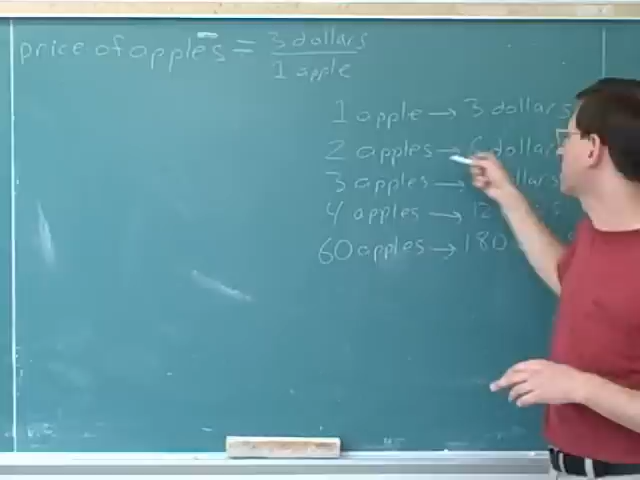 price of apples = 3 dollars
1 apple
1 apple → 3 dollars
2 apples → 6 dollars
3 apples → dollars
4 apples → 12
60 apples → 180